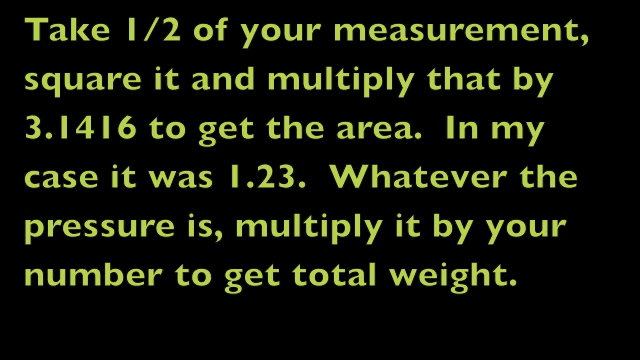 Take 1/2 of your measurement,
square it and multiply that by
3.1416 to get the area.  In my
case it was 1.23.  Whatever the
pressure is, multiply it by your
number to get total weight.